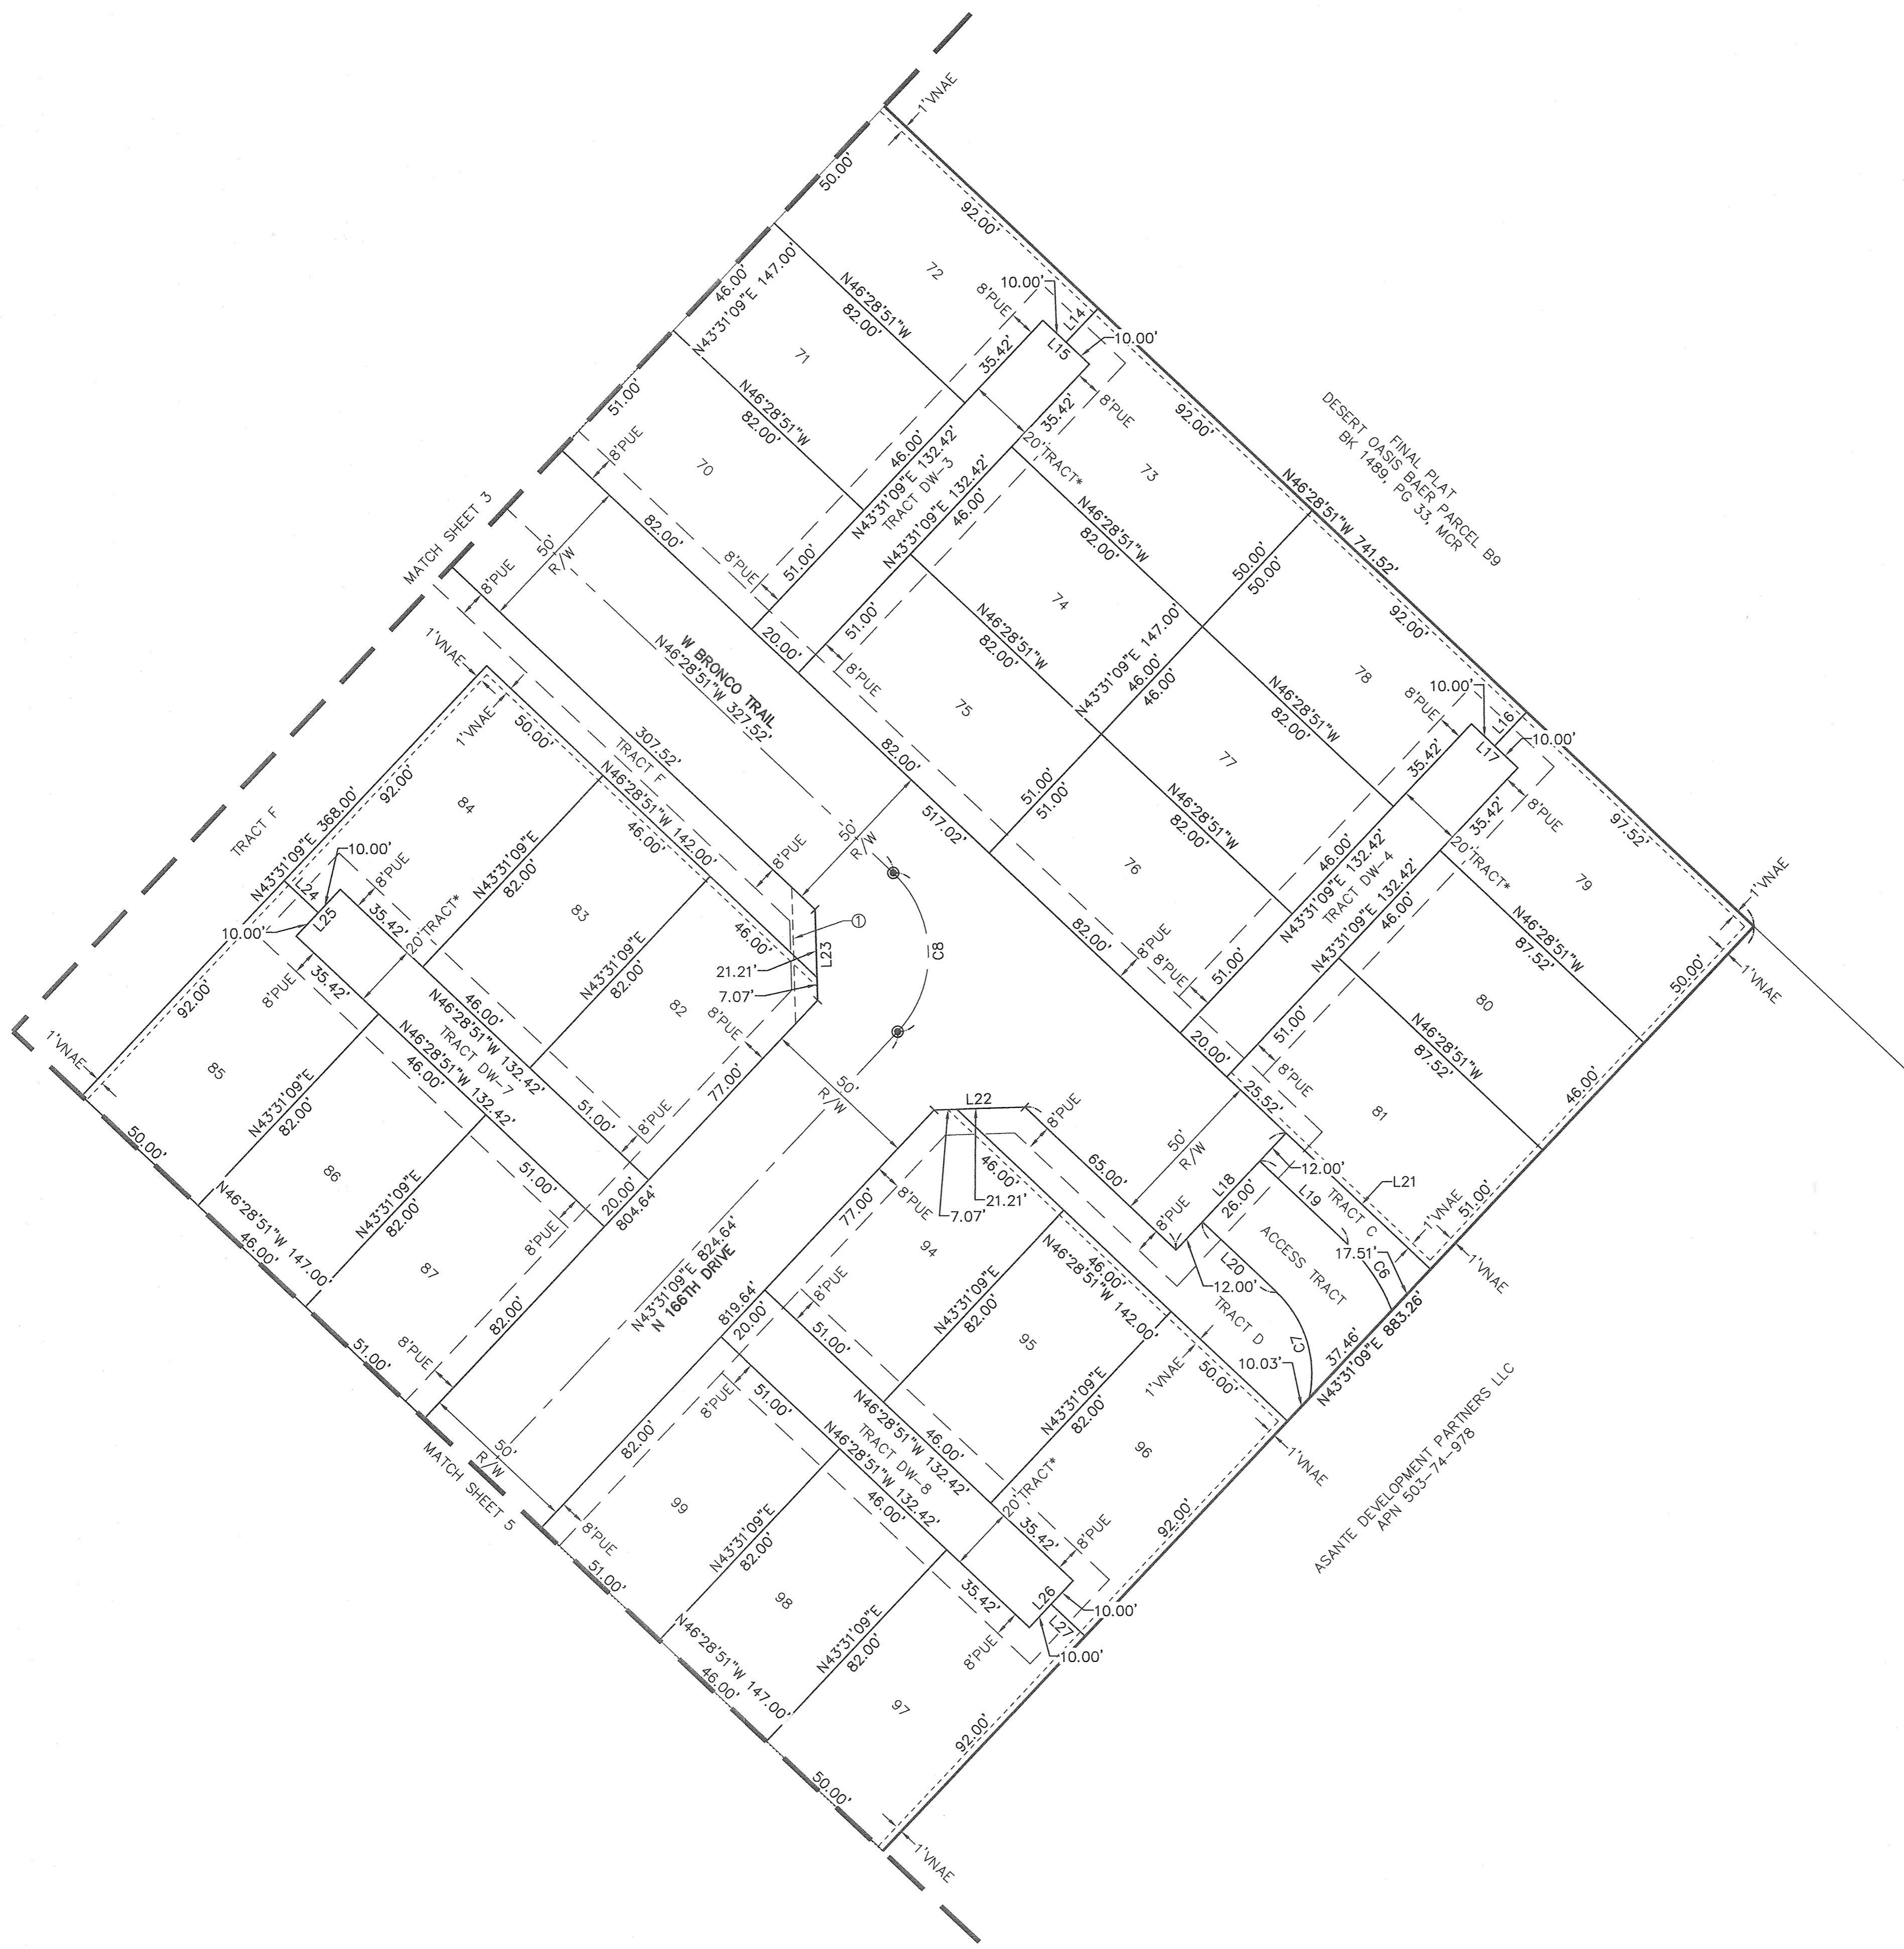 1'VNAE
50.00'
92.00'
72
10.00'
8'PUE
L14
10.00'
L15
N46°28'51"W
82.00'
46.00'
N43°31'09"E 147.00'
71
35.42'
35.42'
8'PUE
N46°28'51"W
82.00'
51.00'
8'PUE
70
46.00'
N43°31'09"E 132.42'
TRACT DW-3
N43°31'09"E 132.42'
46.00'
20' TRACT*
73
92.00'
FINAL PLAT
DESERT OASIS BAER PARCEL B9
BK 1489, PG 33, MCR
N46°28'51"W 741.52'
MATCH SHEET 3
50'
R/W
82.00'
8'PUE
51.00'
N46°28'51"W
82.00'
50.00'
50.00'
8'PUE
74
51.00'
N46°28'51"W
82.00'
N43°31'09"E 147.00'
46.00'
46.00'
92.00'
78
1'VNAE
W BRONCO TRAIL
N46°28'51"W 327.52'
20.00'
8'PUE
75
N46°28'51"W
82.00'
10.00'
8'PUE
L16
10.00'
L17
1'VNAE
50.00'
307.52'
TRACT F
82.00'
77
51.00'
51.00'
35.42'
35.42'
8'PUE
97.52'
TRACT F
N43°31'09"E 368.00'
92.00'
84
N46°28'51"W 142.00'
46.00'
50'
R/W
517.02'
N46°28'51"W
82.00'
76
46.00'
N43°31'09"E 132.42'
TRACT DW-4
N43°31'09"E 132.42'
46.00'
20' TRACT*
79
1'VNAE
10.00'
8'PUE
L24
L25
10.00'
N43°31'09"E
82.00'
8'PUE
83
①
35.42'
20' TRACT*
46.00'
L23
C8
82.00'
8'PUE
8'PUE
51.00'
N46°28'51"W
87.52'
50.00'
1'VNAE
92.00'
8'PUE
35.42'
N43°31'09"E
82.00'
21.21'
7.07'
82
8'PUE
46.00'
N46°28'51"W 132.42'
TRACT DW-7
N46°28'51"W 132.42'
46.00'
20.00'
51.00'
80
N46°28'51"W
87.52'
1'VNAE
85
77.00'
50'
R/W
25.52'
8'PUE
81
46.00'
50.00'
N43°31'09"E
82.00'
51.00'
8'PUE
L22
8'PUE
50'
R/W
86
N43°31'09"E
82.00'
51.00'
20.00'
804.64'
8'PUE
46.00'
65.00'
12.00'
L18
26.00'
L19
TRACT C
L21
1'VNAE
51.00'
N46°28'51"W 147.00'
46.00'
77.00'
8'PUE
21.21'
7.07'
8'PUE
ACCESS TRACT
17.51'
C6
1'VNAE
87
N43°31'09"E 824.64'
N 166TH DRIVE
94
L20
12.00'
TRACT D
82.00'
819.64'
20.00'
8'PUE
N43°31'09"E
82.00'
46.00'
N46°28'51"W 142.00'
8'PUE
51.00'
51.00'
95
C7
10.03'
37.46'
N43°31'09"E 883.26'
8'PUE
51.00'
1'VNAE
50.00'
MATCH SHEET 5
50'
R/W
82.00'
N46°28'51"W 132.42'
TRACT DW-8
N46°28'51"W 132.42'
46.00'
46.00'
N43°31'09"E
82.00'
96
1'VNAE
ASANTE DEVELOPMENT PARTNERS LLC
APN 503-74-978
8'PUE
99
20' TRACT*
35.42'
8'PUE
92.00'
51.00'
N43°31'09"E
82.00'
98
35.42'
L26
10.00'
L27
10.00'
8'PUE
N46°28'51"W 147.00'
46.00'
N43°31'09"E
82.00'
97
92.00'
50.00'
1'VNAE